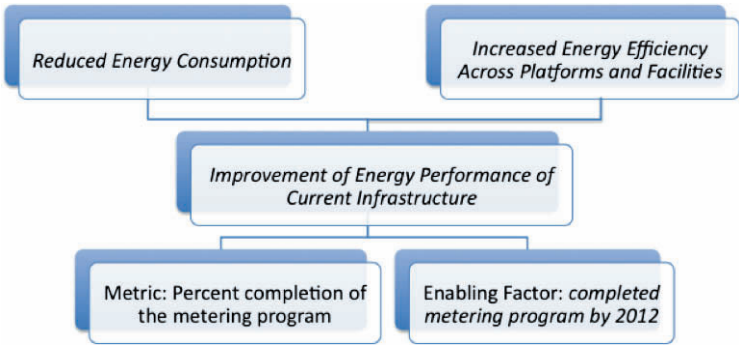 Reduced Energy Consumption
Increased Energy Efficiency
Across Platforms and Facilities
Improvement of Energy Performance of
Current Infrastructure
Metric: Percent completion of
the metering program
Enabling Factor: completed
metering program by 2012